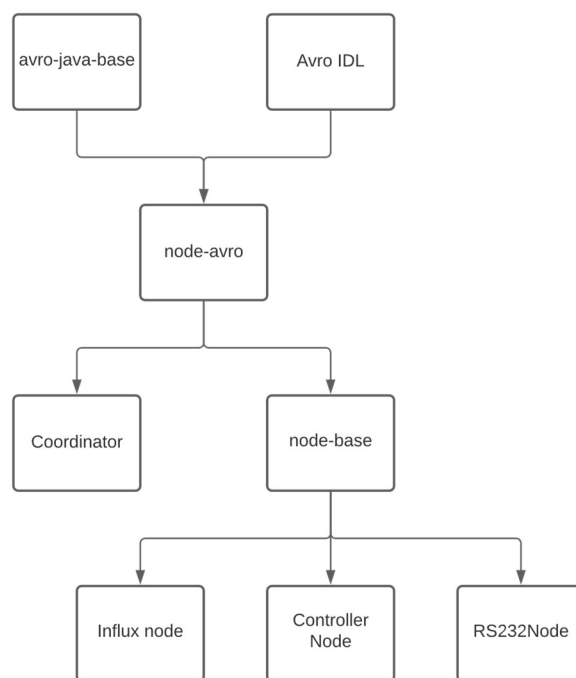 avro-java-base
Avro IDL
node-avro
Coordinator
node-base
Influx node
Controller
Node
RS232Node